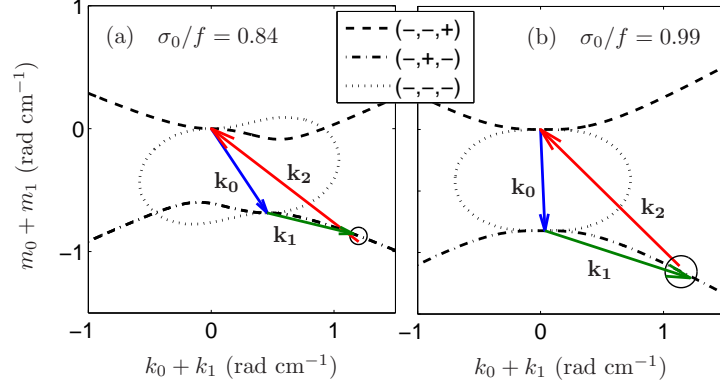 (a) σ₀/f = 0.84
(–,–,+)
(–,+,–)
(–,–,–)
(b) σ₀/f = 0.99
m₀ + m₁ (rad cm⁻¹)
1
0
−1
k₀
k₁
k₂
k₀
k₁
k₂
−1 0 1
−1 0 1
k₀ + k₁ (rad cm⁻¹)
k₀ + k₁ (rad cm⁻¹)